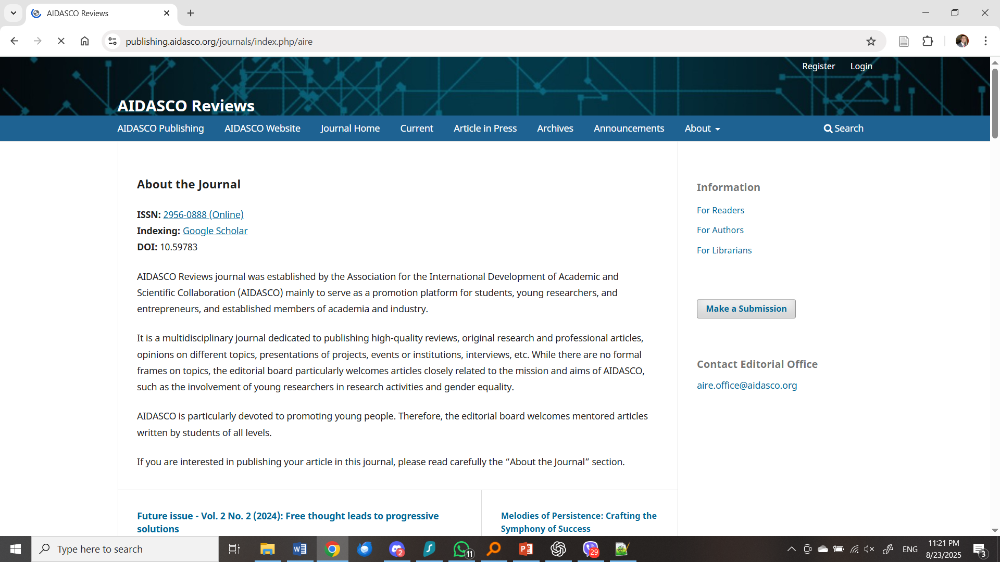 AIDASCO Reviews
publishing.aidasco.org/journals/index.php/aire
Register Login
AIDASCO Reviews
AIDASCO Publishing AIDASCO Website Journal Home Current Article in Press Archives Announcements About Search
About the Journal
ISSN: 2956-0888 (Online)
Indexing: Google Scholar
DOI: 10.59783
AIDASCO Reviews journal was established by the Association for the International Development of Academic and
Scientific Collaboration (AIDASCO) mainly to serve as a promotion platform for students, young researchers, and
entrepreneurs, and established members of academia and industry.
It is a multidisciplinary journal dedicated to publishing high-quality reviews, original research and professional articles,
opinions on different topics, presentations of projects, events or institutions, interviews, etc. While there are no formal
frames on topics, the editorial board particularly welcomes articles closely related to the mission and aims of AIDASCO,
such as the involvement of young researchers in research activities and gender equality.
AIDASCO is particularly devoted to promoting young people. Therefore, the editorial board welcomes mentored articles
written by students of all levels.
If you are interested in publishing your article in this journal, please read carefully the “About the Journal” section.
Future issue - Vol. 2 No. 2 (2024): Free thought leads to progressive
solutions
Melodies of Persistence: Crafting the
Symphony of Success
Information
For Readers
For Authors
For Librarians
Make a Submission
Contact Editorial Office
aire.office@aidasco.org
Type here to search
2
11
29
ENG
11:21 PM
8/23/2025
3